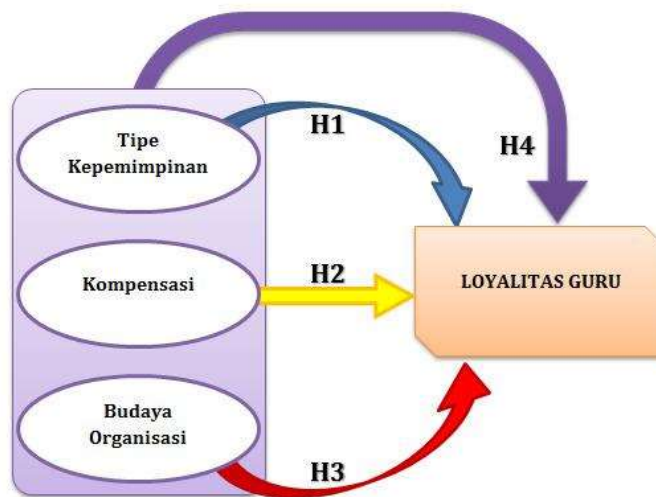 Tipe
Kepemimpinan
H1
H4
Kompensasi
H2
LOYALITAS GURU
Budaya
Organisasi
H3